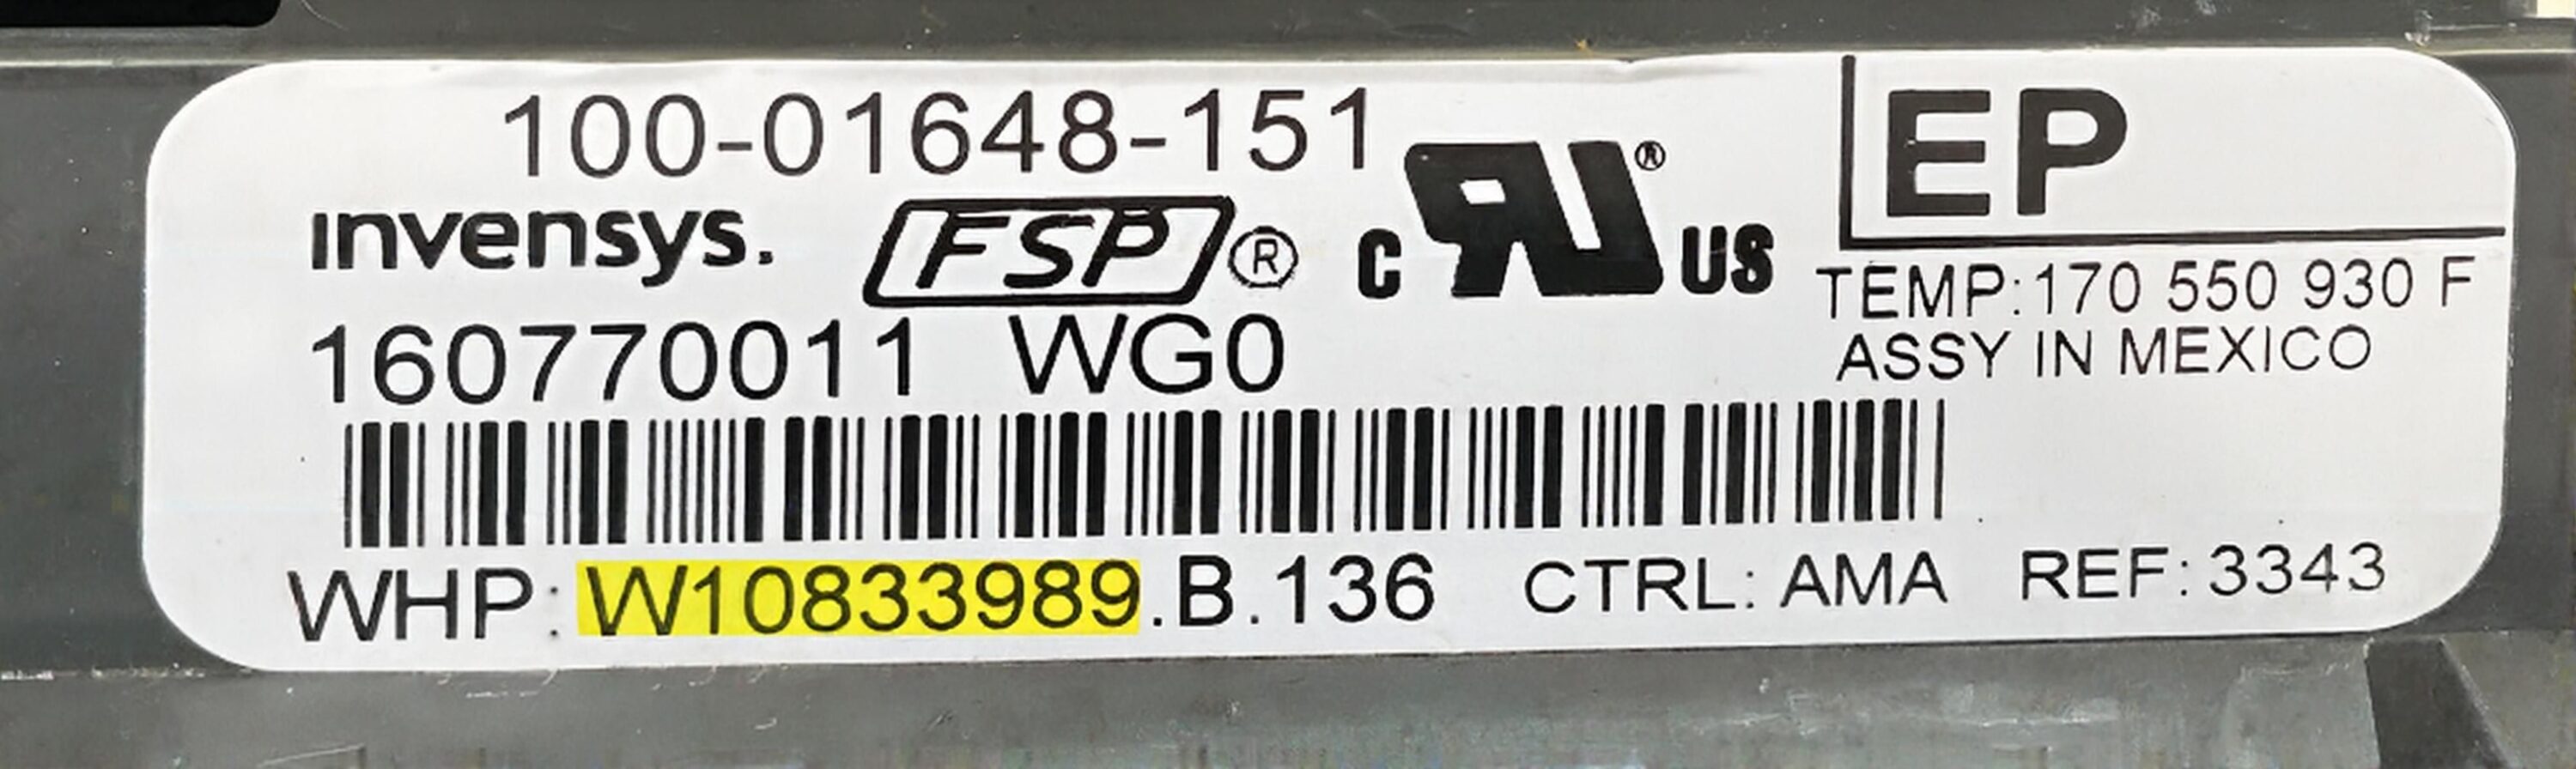 100-01648-151
EP
invensys. FSP® c RU® US
TEMP:170 550 930 F
160770011 WG0
ASSY IN MEXICO
WHP: W10833989.B.136 CTRL: AMA REF: 3343